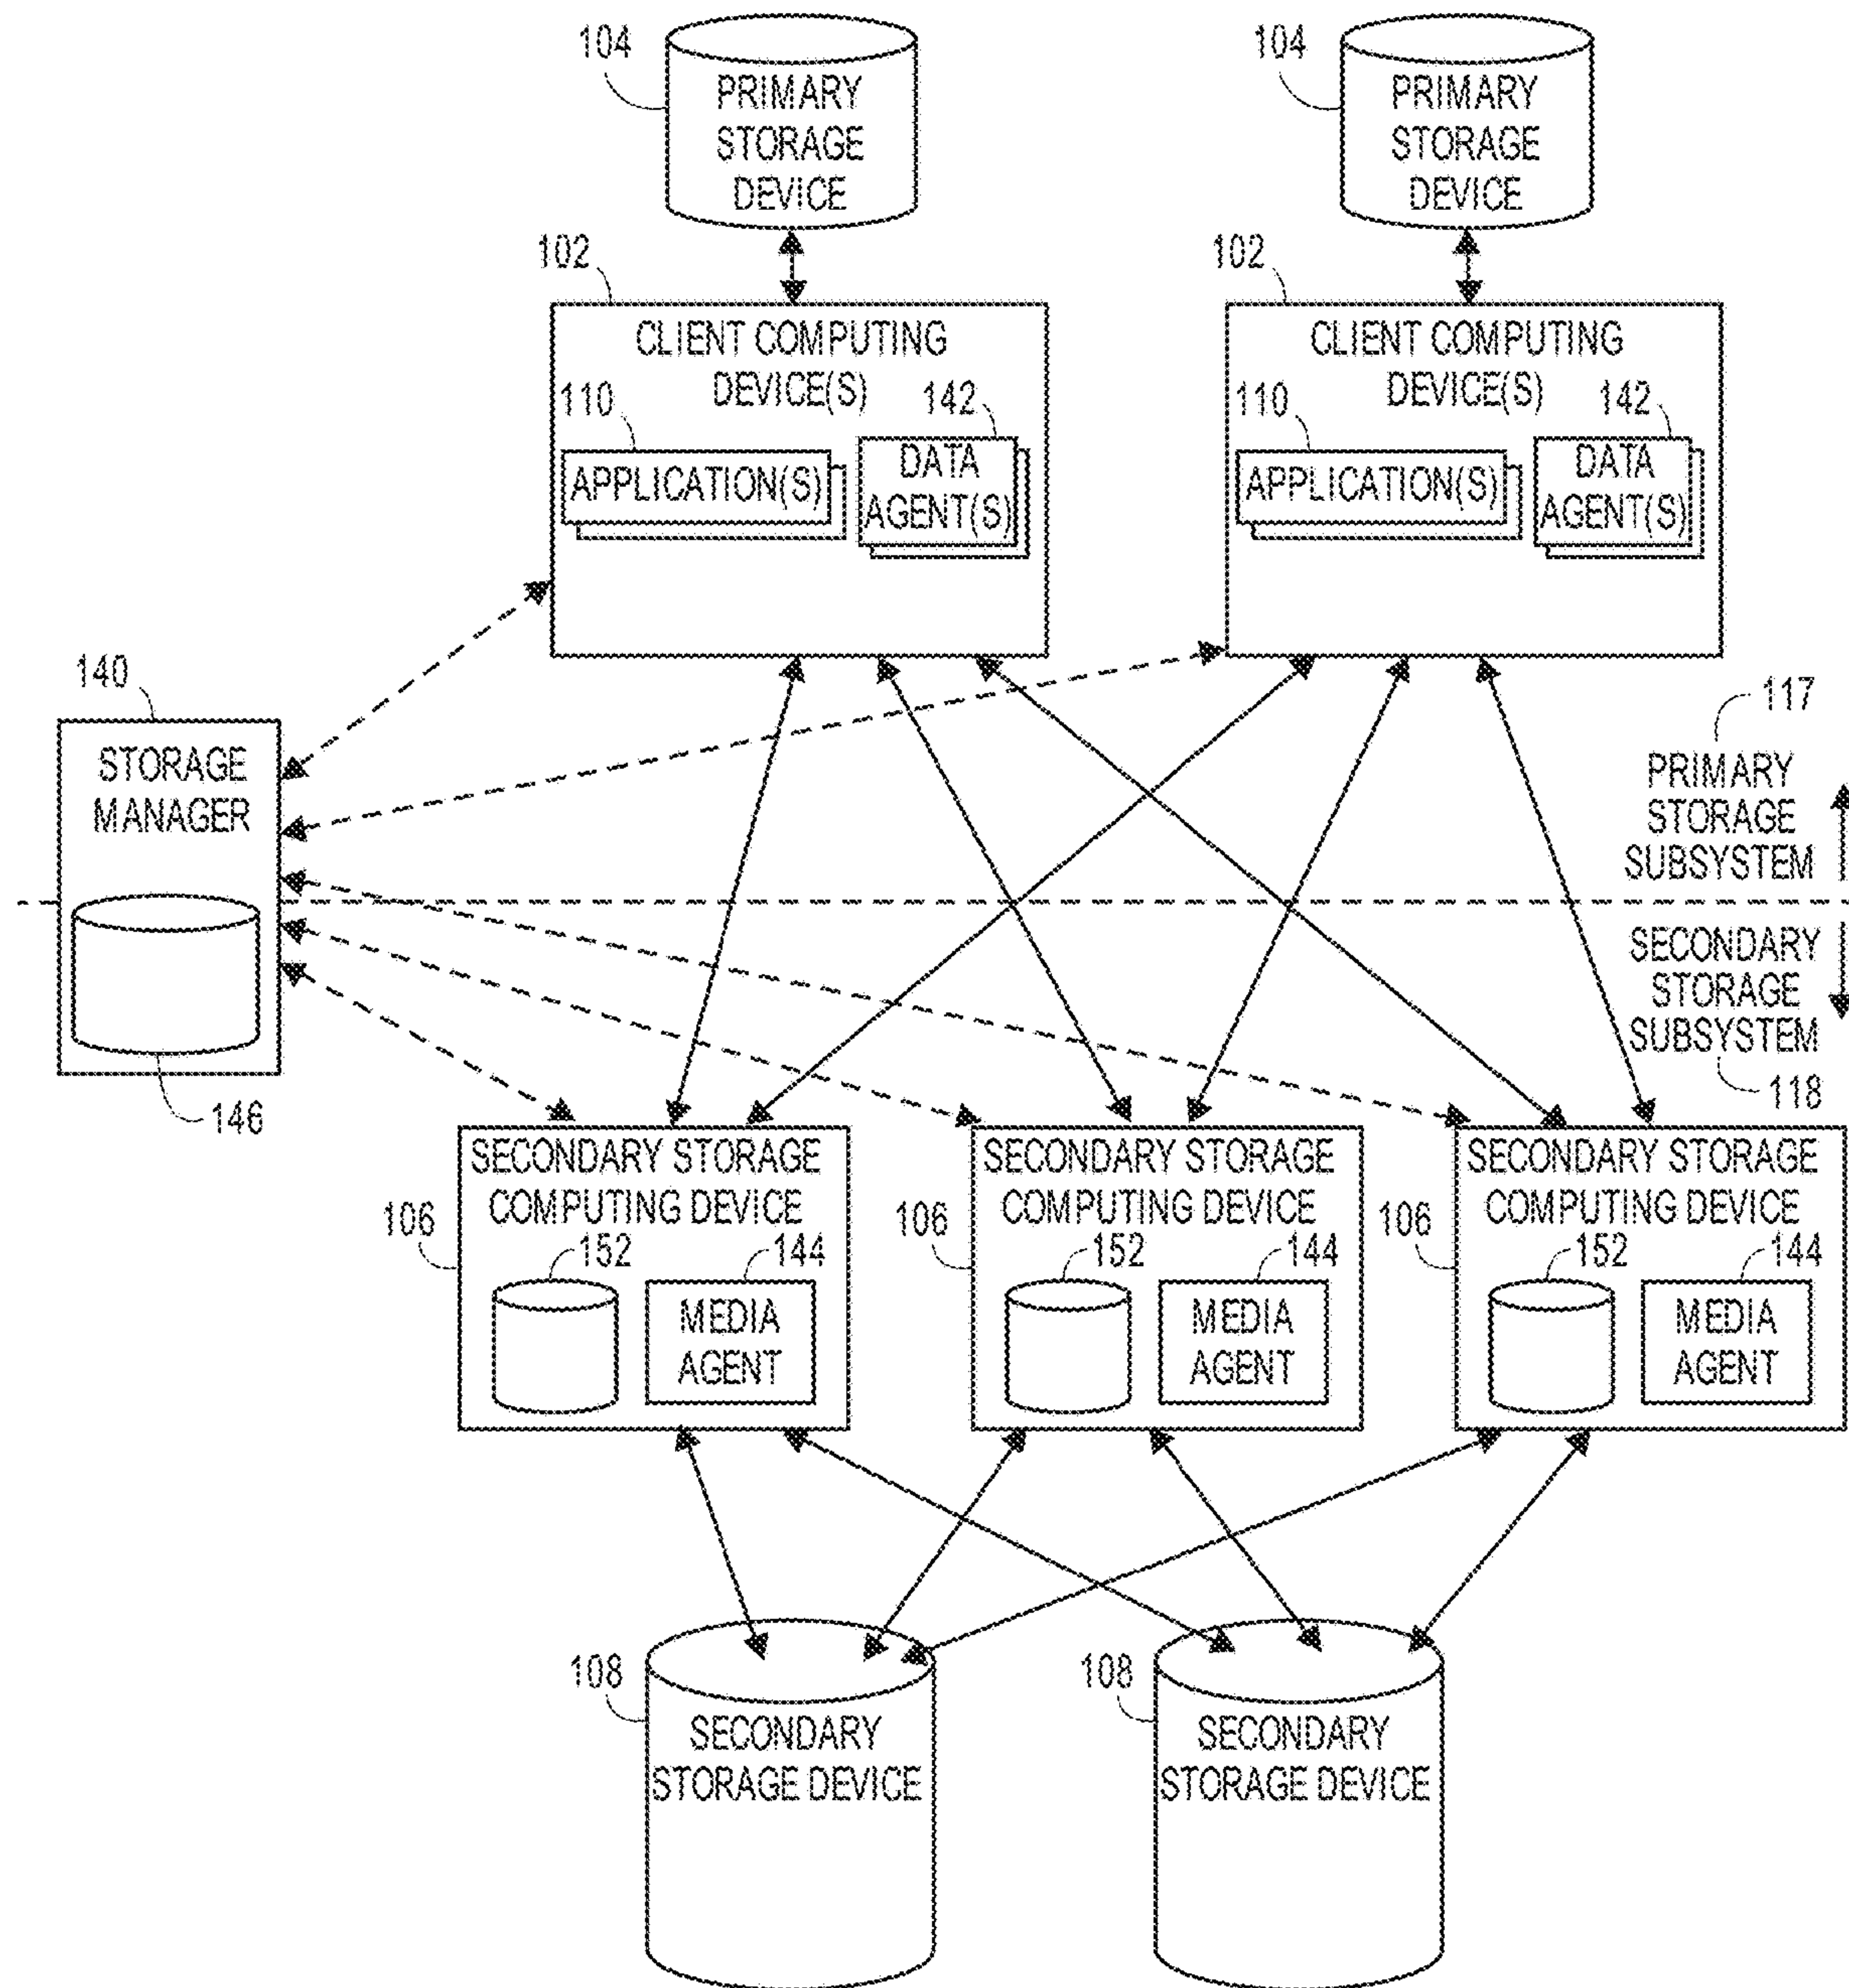 104
PRIMARY
STORAGE
DEVICE
104
PRIMARY
STORAGE
DEVICE
102
CLIENT COMPUTING
DEVICE(S)
110
APPLICATION(S)
142
DATA
AGENT(S)
102
CLIENT COMPUTING
DEVICE(S)
110
APPLICATION(S)
142
DATA
AGENT(S)
140
STORAGE
MANAGER
146
117
PRIMARY
STORAGE
SUBSYSTEM
SECONDARY
STORAGE
SUBSYSTEM
118
106
SECONDARY STORAGE
COMPUTING DEVICE
152
144
MEDIA
AGENT
106
SECONDARY STORAGE
COMPUTING DEVICE
152
144
MEDIA
AGENT
106
SECONDARY STORAGE
COMPUTING DEVICE
152
144
MEDIA
AGENT
108
SECONDARY
STORAGE DEVICE
108
SECONDARY
STORAGE DEVICE